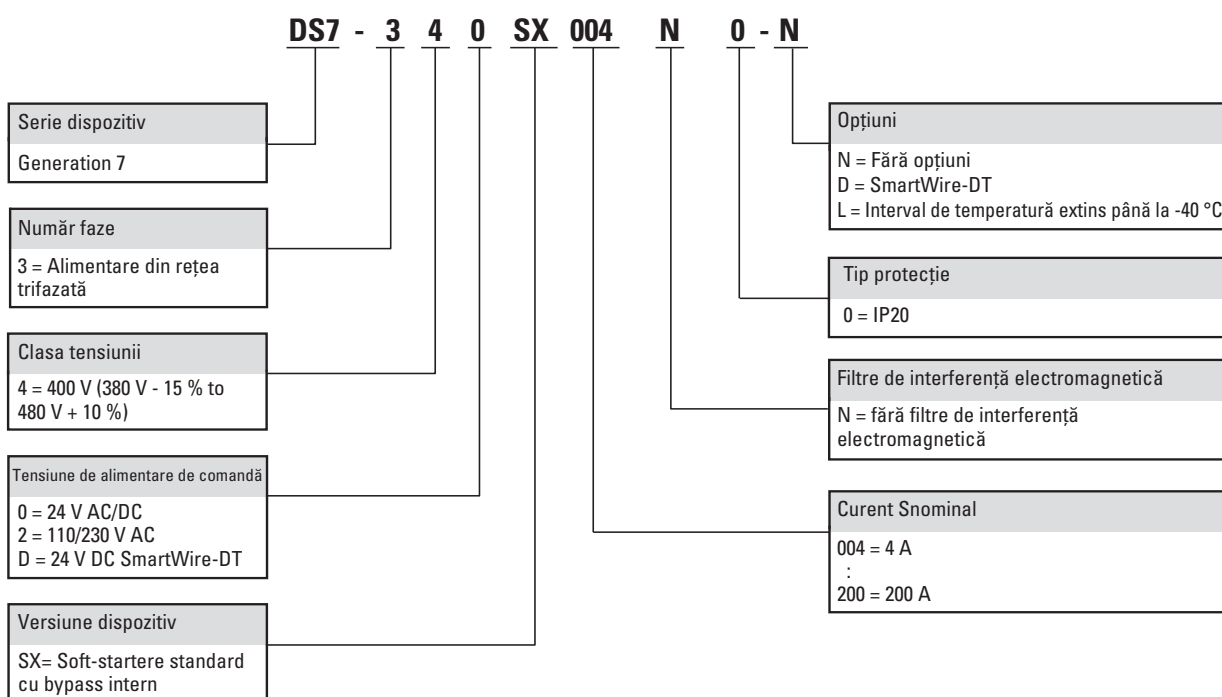 DS7 - 3 4 0 SX 004 N 0 - N
Serie dispozitiv
Generation 7
Număr faze
3 = Alimentare din rețea
trifazată
Clasa tensiunii
4 = 400 V (380 V - 15 % to
480 V + 10 %)
Tensiune de alimentare de comandă
0 = 24 V AC/DC
2 = 110/230 V AC
D = 24 V DC SmartWire-DT
Versiune dispozitiv
SX= Soft-startere standard
cu bypass intern
Opțiuni
N = Fără opțiuni
D = SmartWire-DT
L = Interval de temperatură extins până la -40 °C
Tip protecție
0 = IP20
Filtre de interferență electromagnetică
N = fără filtre de interferență
electromagnetică
Curent Snominal
004 = 4 A
:
200 = 200 A